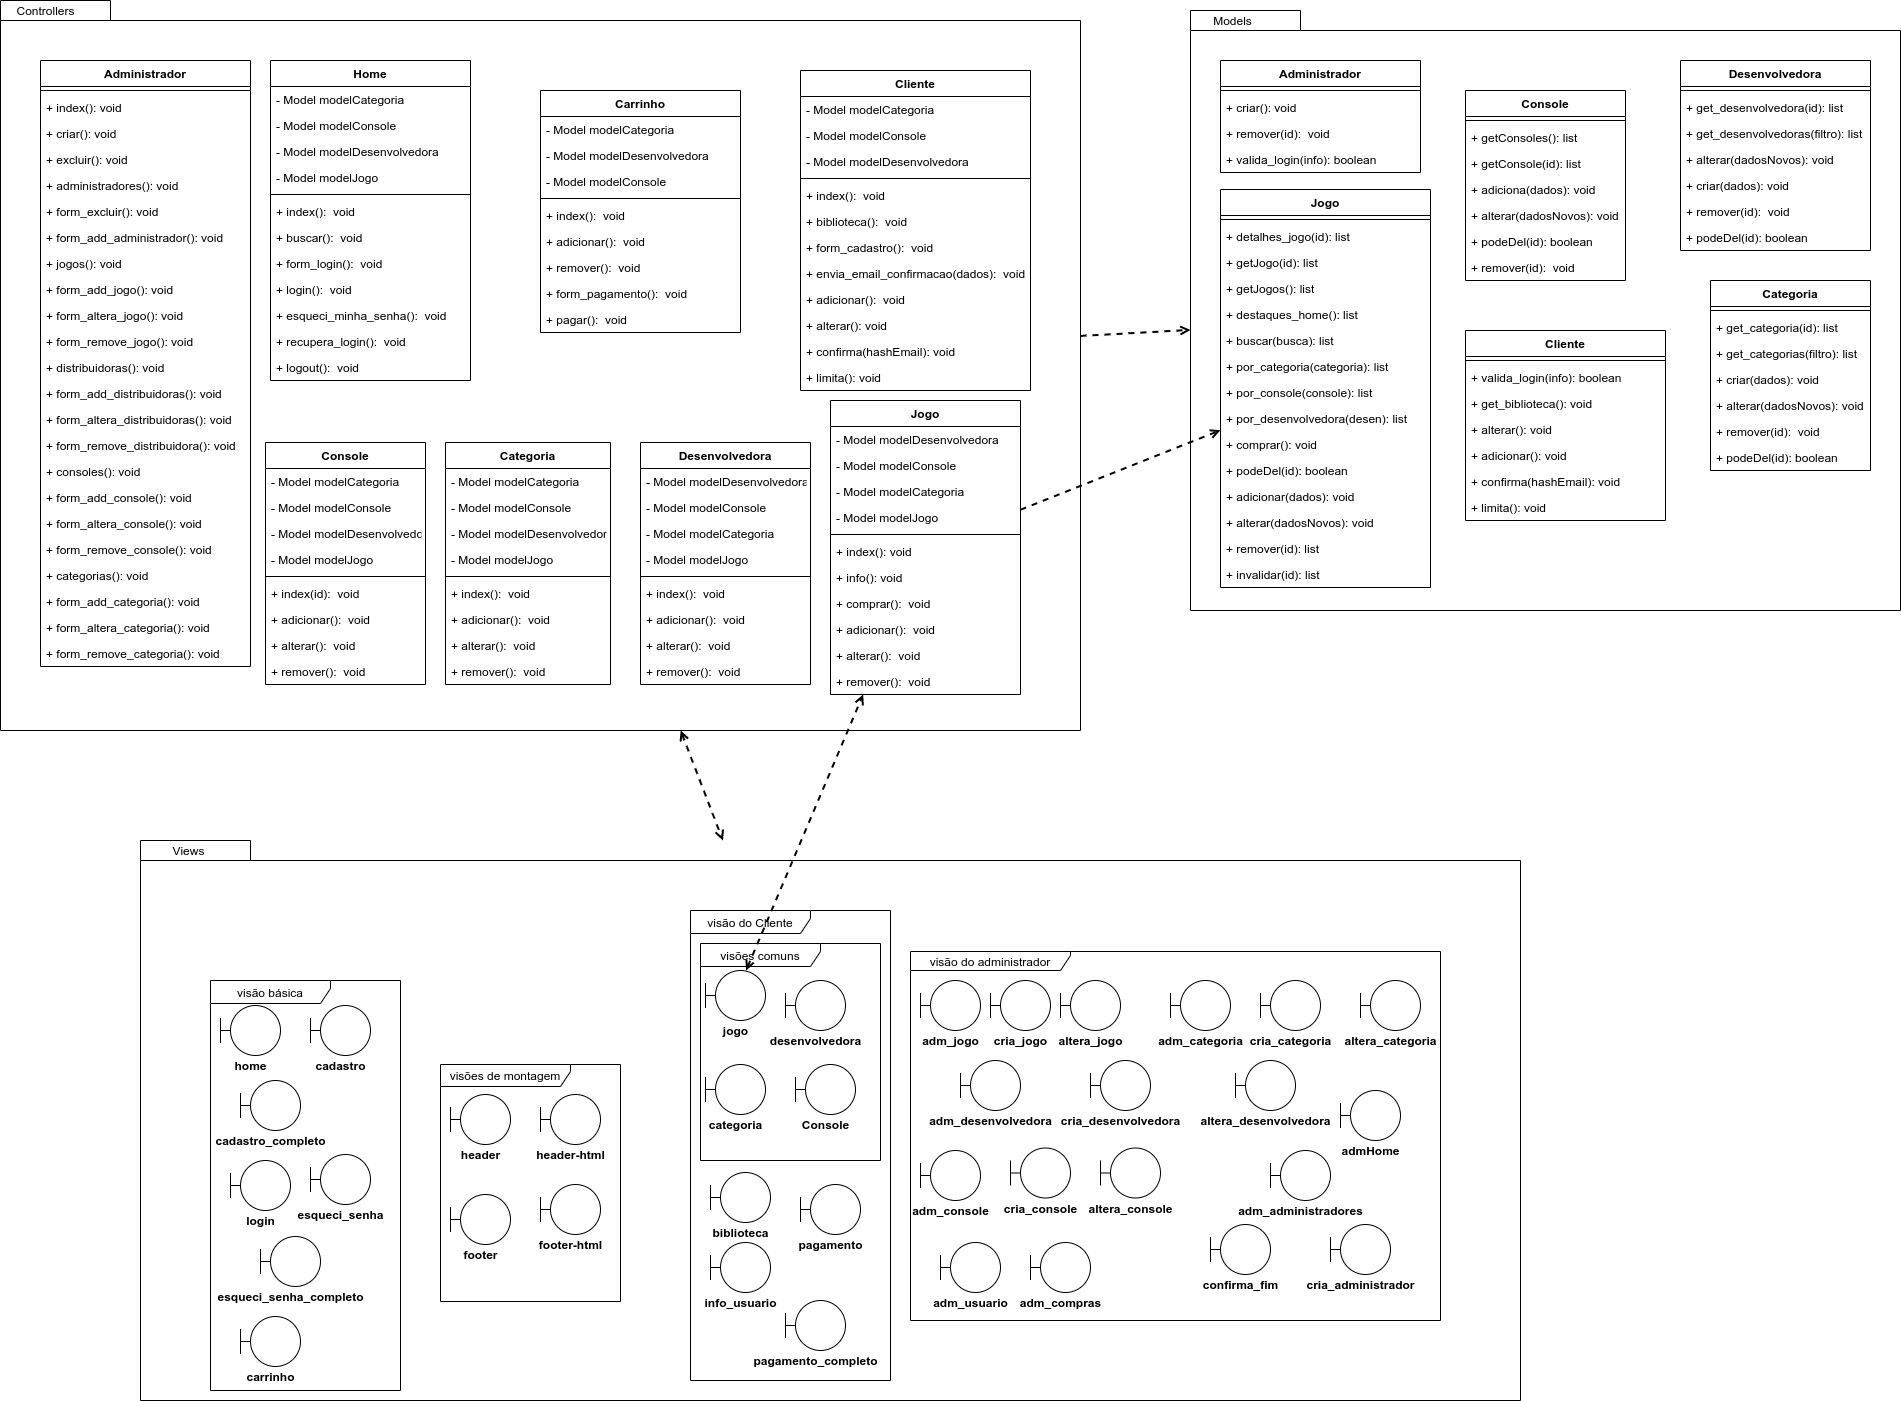 Controllers
Administrador
+ index(): void
+ criar(): void
+ excluir(): void
+ administradores(): void
+ form_excluir(): void
+ form_add_administrador(): void
+ jogos(): void
+ form_add_jogo(): void
+ form_altera_jogo(): void
+ form_remove_jogo(): void
+ distribuidoras(): void
+ form_add_distribuidoras(): void
+ form_altera_distribuidoras(): void
+ form_remove_distribuidora(): void
+ consoles(): void
+ form_add_console(): void
+ form_altera_console(): void
+ form_remove_console(): void
+ categorias(): void
+ form_add_categoria(): void
+ form_altera_categoria(): void
+ form_remove_categoria(): void
Home
- Model modelCategoria
- Model modelConsole
- Model modelDesenvolvedora
- Model modelJogo
+ index():  void
+ buscar():  void
+ form_login():  void
+ login():  void
+ esqueci_minha_senha():  void
+ recupera_login():  void
+ logout():  void
Carrinho
- Model modelCategoria
- Model modelDesenvolvedora
- Model modelConsole
+ index():  void
+ adicionar():  void
+ remover():  void
+ form_pagamento():  void
+ pagar():  void
Cliente
- Model modelCategoria
- Model modelConsole
- Model modelDesenvolvedora
+ index():  void
+ biblioteca():  void
+ form_cadastro():  void
+ envia_email_confirmacao(dados):  void
+ adicionar():  void
+ alterar(): void
+ confirma(hashEmail): void
+ limita(): void
Console
- Model modelCategoria
- Model modelConsole
- Model modelDesenvolvedc
- Model modelJogo
+ index(id):  void
+ adicionar():  void
+ alterar():  void
+ remover():  void
Categoria
- Model modelCategoria
- Model modelConsole
- Model modelDesenvolvedor
- Model modelJogo
+ index():  void
+ adicionar():  void
+ alterar():  void
+ remover():  void
Desenvolvedora
- Model modelDesenvolvedora
- Model modelConsole
- Model modelCategoria
- Model modelJogo
+ index():  void
+ adicionar():  void
+ alterar():  void
+ remover():  void
Jogo
- Model modelDesenvolvedora
- Model modelConsole
- Model modelCategoria
- Model modelJogo
+ index(): void
+ info(): void
+ comprar():  void
+ adicionar():  void
+ alterar():  void
+ remover():  void
Models
Administrador
+ criar(): void
+ remover(id):  void
+ valida_login(info): boolean
Jogo
+ detalhes_jogo(id): list
+ getJogo(id): list
+ getJogos(): list
+ destaques_home(): list
+ buscar(busca): list
+ por_categoria(categoria): list
+ por_console(console): list
+ por_desenvolvedora(desen): list
+ comprar(): void
+ podeDel(id): boolean
+ adicionar(dados): void
+ alterar(dadosNovos): void
+ remover(id): list
+ invalidar(id): list
Console
+ getConsoles(): list
+ getConsole(id): list
+ adiciona(dados): void
+ alterar(dadosNovos): void
+ podeDel(id): boolean
+ remover(id):  void
Cliente
+ valida_login(info): boolean
+ get_biblioteca(): void
+ alterar(): void
+ adicionar(): void
+ confirma(hashEmail): void
+ limita(): void
Desenvolvedora
+ get_desenvolvedora(id): list
+ get_desenvolvedoras(filtro): list
+ alterar(dadosNovos): void
+ criar(dados): void
+ remover(id):  void
+ podeDel(id): boolean
Categoria
+ get_categoria(id): list
+ get_categorias(filtro): list
+ criar(dados): void
+ alterar(dadosNovos): void
+ remover(id):  void
+ podeDel(id): boolean
Views
visão básica
home
cadastro
cadastro_completo
login
esqueci_senha
esqueci_senha_completo
carrinho
visões de montagem
header
header-html
footer
footer-html
visão do Cliente
visões comuns
jogo
desenvolvedora
categoria
Console
biblioteca
pagamento
info_usuario
pagamento_completo
visão do administrador
adm_jogo
cria_jogo
altera_jogo
adm_categoria
cria_categoria
altera_categoria
adm_desenvolvedora
cria_desenvolvedora
altera_desenvolvedora
admHome
adm_console
cria_console
altera_console
adm_administradores
confirma_fim
cria_administrador
adm_usuario
adm_compras